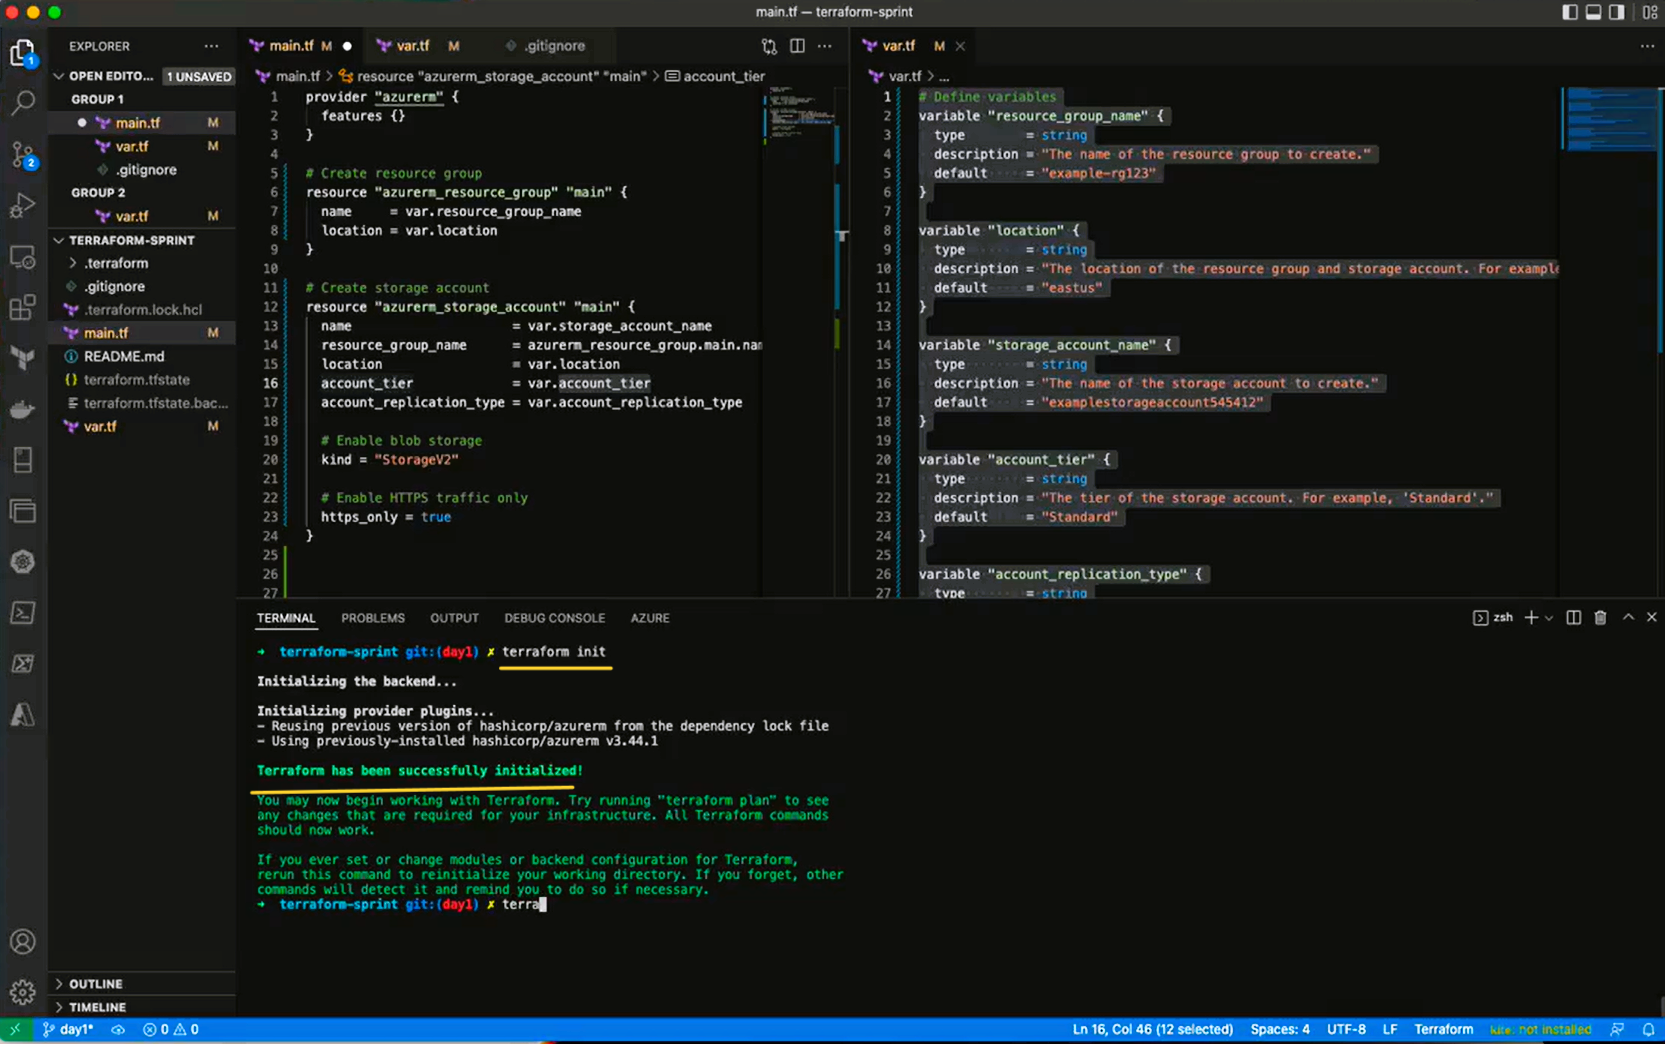 main.tf — terraform-sprint
EXPLORER
OPEN EDITO... 1 UNSAVED
GROUP 1
main.tf M
var.tf M
.gitignore
GROUP 2
var.tf M
TERRAFORM-SPRINT
.terraform
.gitignore
.terraform.lock.hcl
main.tf M
README.md
terraform.tfstate
terraform.tfstate.bac...
var.tf M
OUTLINE
TIMELINE
1
2
main.tf M
var.tf M
.gitignore
main.tf > resource "azurerm_storage_account" "main" > account_tier
1 provider "azurerm" {
2 features {}
3 }
4
5 # Create resource group
6 resource "azurerm_resource_group" "main" {
7 name     = var.resource_group_name
8 location = var.location
9 }
10
11 # Create storage account
12 resource "azurerm_storage_account" "main" {
13 name                     = var.storage_account_name
14 resource_group_name      = azurerm_resource_group.main.nam
15 location                 = var.location
16 account_tier             = var.account_tier
17 account_replication_type = var.account_replication_type
18
19 # Enable blob storage
20 kind = "StorageV2"
21
22 # Enable HTTPS traffic only
23 https_only = true
24 }
25
26
27
var.tf M
var.tf > ...
1 # Define variables
2 variable "resource_group_name" {
3 type        = string
4 description = "The name of the resource group to create."
5 default     = "example-rg123"
6 }
7
8 variable "location" {
9 type        = string
10 description = "The location of the resource group and storage account. For example
11 default     = "eastus"
12 }
13
14 variable "storage_account_name" {
15 type        = string
16 description = "The name of the storage account to create."
17 default     = "examplestorageaccount545412"
18 }
19
20 variable "account_tier" {
21 type        = string
22 description = "The tier of the storage account. For example, 'Standard'."
23 default     = "Standard"
24 }
25
26 variable "account_replication_type" {
27 type        = string
TERMINAL PROBLEMS OUTPUT DEBUG CONSOLE AZURE
zsh
➜ terraform-sprint git:(day1) ✗ terraform init
Initializing the backend...
Initializing provider plugins...
- Reusing previous version of hashicorp/azurerm from the dependency lock file
- Using previously-installed hashicorp/azurerm v3.44.1
Terraform has been successfully initialized!
You may now begin working with Terraform. Try running "terraform plan" to see
any changes that are required for your infrastructure. All Terraform commands
should now work.
If you ever set or change modules or backend configuration for Terraform,
rerun this command to reinitialize your working directory. If you forget, other
commands will detect it and remind you to do so if necessary.
➜ terraform-sprint git:(day1) ✗ terra
day1* 0 0 Ln 16, Col 46 (12 selected) Spaces: 4 UTF-8 LF Terraform kite: not installed